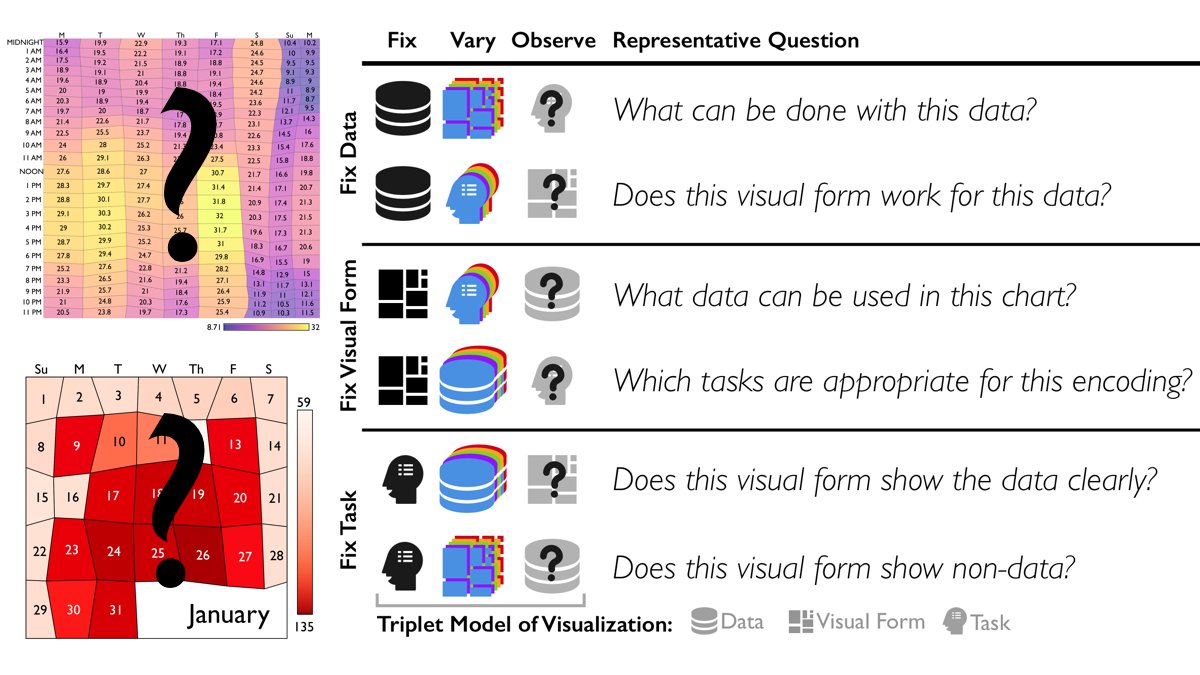 M T W Th F S Su M
MIDNIGHT 15.9 19.9 22.9 19.3 17.1 24.8 10.4 10.2
1 AM 16.4 19.5 22.2 19.1 17.2 24.6 10 9.9
2 AM 17.5 19.2 21.5 18.9 18.8 24.5 9.5 9.5
3 AM 18.9 19.1 21 18.8 19.1 24.7 9.1 9.3
4 AM 19.6 18.9 20.4 18.8 19.4 24.6 8.9 9
5 AM 20 19 19.9 18.4 24.2 11 8.9
6 AM 20.3 18.9 19.4 19.5 23.6 11.7 8.7
7 AM 19.7 20 18.7 22.3 12.1 9.5
8 AM 21.4 22.6 21.7 17.8 23.1 13.7 14.3
9 AM 22.5 25.5 23.7 19.4 22.6 14.5 16
10 AM 24 28 25.2 23.4 23.3 15.4 17.6
11 AM 26 29.1 26.3 27.5 22.5 15.8 18.8
NOON 27.6 28.6 27 30.7 21.7 16.6 19.8
1 PM 28.3 29.7 27.4 31.4 21.4 17.1 20.7
2 PM 28.8 30.1 27.7 31.8 20.9 17.4 21.3
3 PM 29.1 30.3 26.2 26 32 20.3 17.5 21.5
4 PM 29 30.2 25.3 25.7 31.7 19.6 17.3 21.3
5 PM 28.7 29.9 25.2 31 18.3 16.7 20.6
6 PM 27.8 29.4 24.7 29.8 16.9 15.5 19
7 PM 25.2 27.6 22.8 21.2 28.2 14.8 12.9 15
8 PM 23.3 26.5 21.6 19.4 27.1 13.1 11.7 13.1
9 PM 21.9 25.7 21 18.4 26.4 11.9 11 12.1
10 PM 21 24.8 20.3 17.6 25.9 11.2 10.5 11.6
11 PM 20.5 23.8 19.7 17.3 25.4 10.9 10.3 11.5
8.71 32
?
Su M T W Th F S
1 2 3 4 5 6 7
8 9 10 11 13 14
15 16 17 18 19 20 21
22 23 24 25 26 27 28
29 30 31 January
59
135
?
Fix Vary Observe Representative Question
Fix Data
? What can be done with this data?
? Does this visual form work for this data?
Fix Visual Form
? What data can be used in this chart?
? Which tasks are appropriate for this encoding?
Fix Task
? Does this visual form show the data clearly?
? Does this visual form show non-data?
Triplet Model of Visualization: Data Visual Form Task